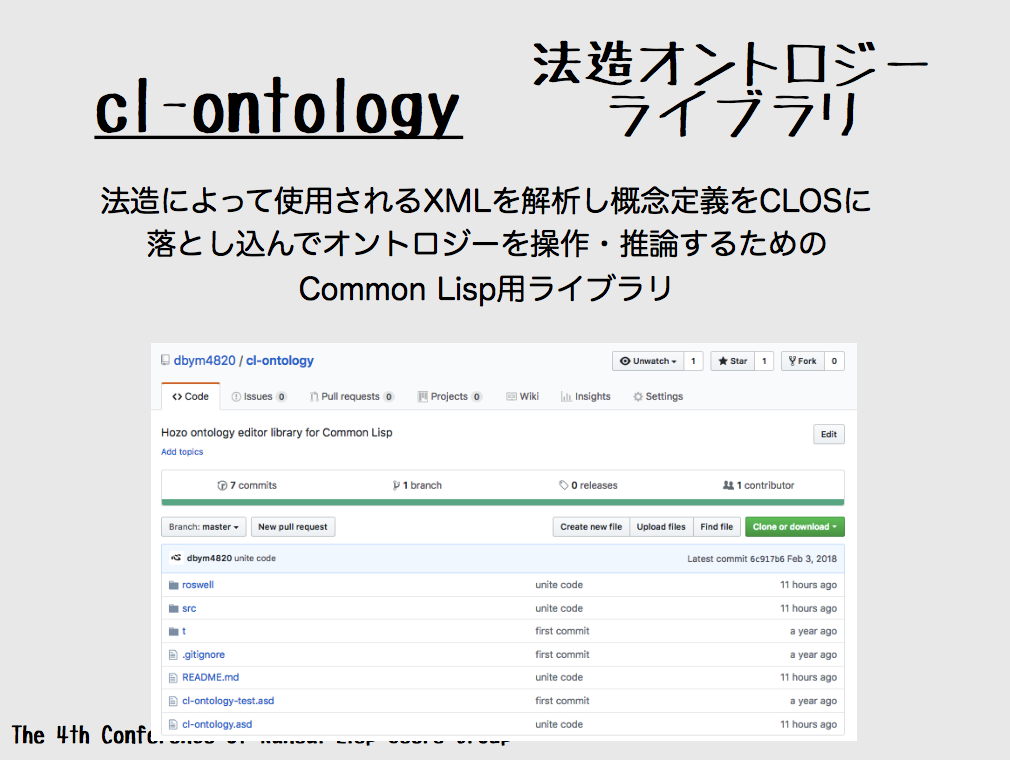 cl-ontology
法造オントロジー
ライブラリ
法造によって使用されるXMLを解析し概念定義をCLOSに
落とし込んでオントロジーを操作・推論するための
Common Lisp用ライブラリ
dbym4820 / cl-ontology
Unwatch 1 Star 1 Fork 0
Code Issues 0 Pull requests 0 Projects 0 Wiki Insights Settings
Hozo ontology editor library for Common Lisp Edit
Add topics
7 commits 1 branch 0 releases 1 contributor
Branch: master New pull request Create new file Upload files Find file Clone or download
dbym4820 unite code Latest commit 6c917b6 Feb 3, 2018
roswell unite code 11 hours ago
src unite code 11 hours ago
t first commit a year ago
.gitignore first commit a year ago
README.md unite code 11 hours ago
cl-ontology-test.asd first commit a year ago
cl-ontology.asd unite code 11 hours ago
The 4th Conference of Kansai Lisp Users Group